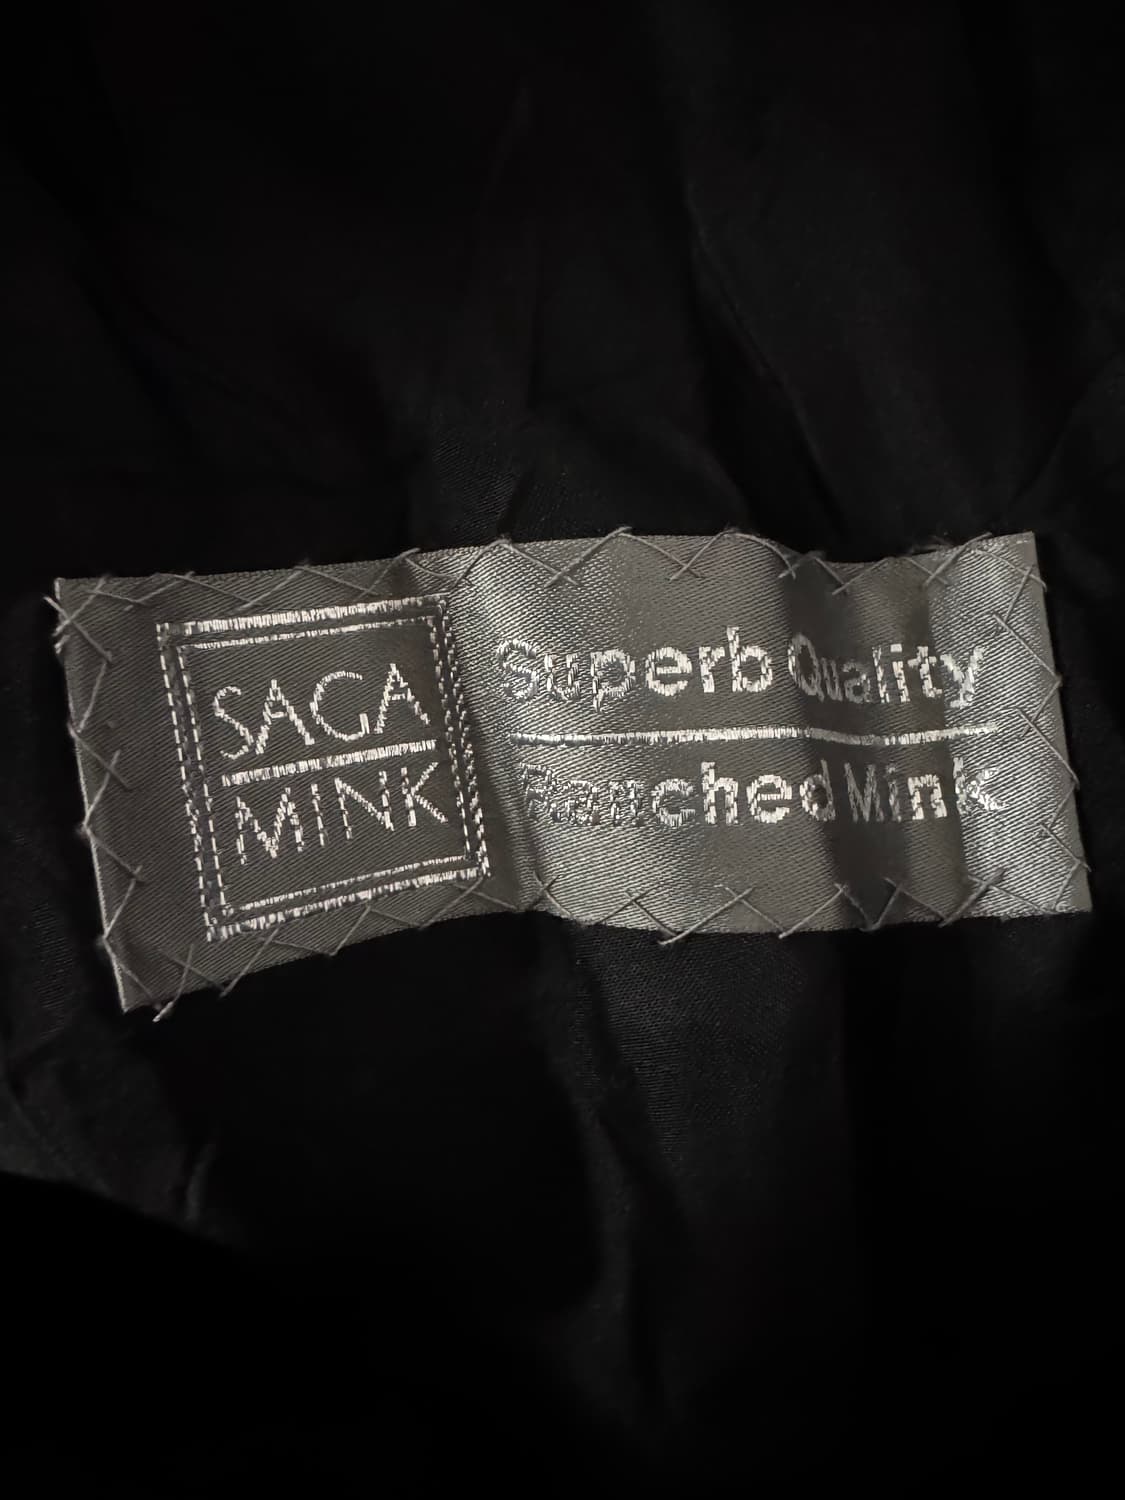 SAGA
MINK
Superb Quality
Ranched Mink